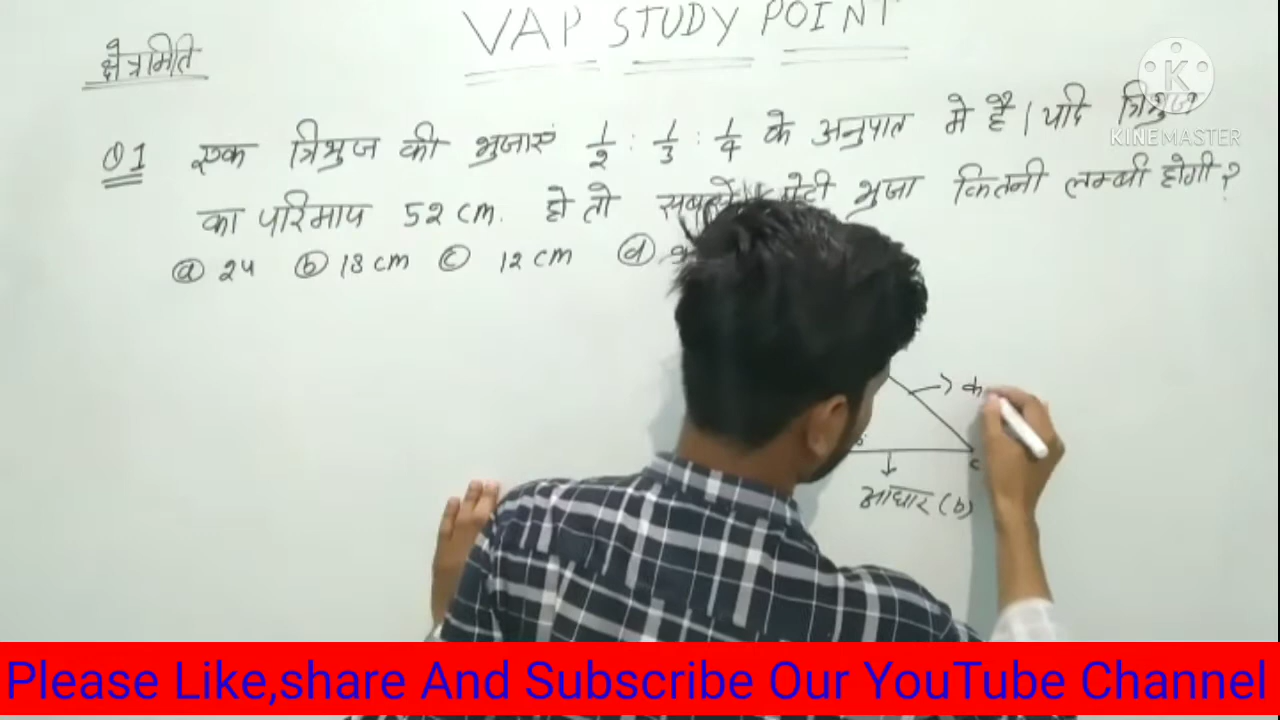 VAP STUDY POINT
क्षेत्रमिति
K
KINEMASTER
Q1 एक त्रिभुज की भुजाएं 1/2 : 1/3 : 1/4 के अनुपात मे है। यदि त्रिभुज
का परिमाप 52 cm. हो तो भुजा कितनी लम्बी होगी ?
(a) 24 (b) 18 cm (c) 12 cm (d)
c
आधार (b)
Please Like,share And Subscribe Our YouTube Channel